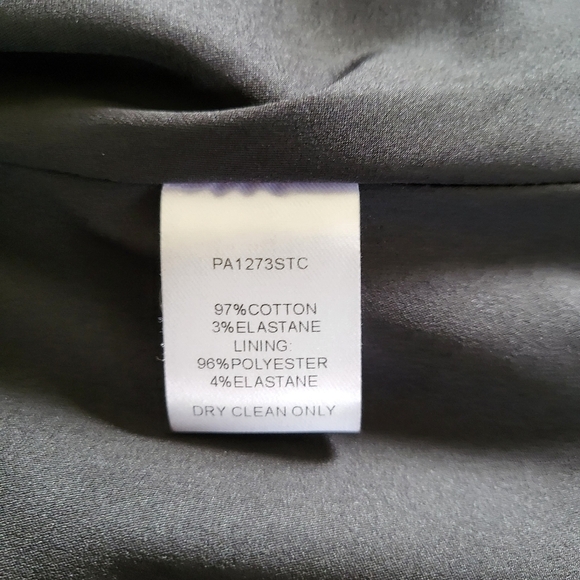 PA1273STC
97%COTTON
3%ELASTANE
LINING:
96%POLYESTER
4%ELASTANE
DRY CLEAN ONLY